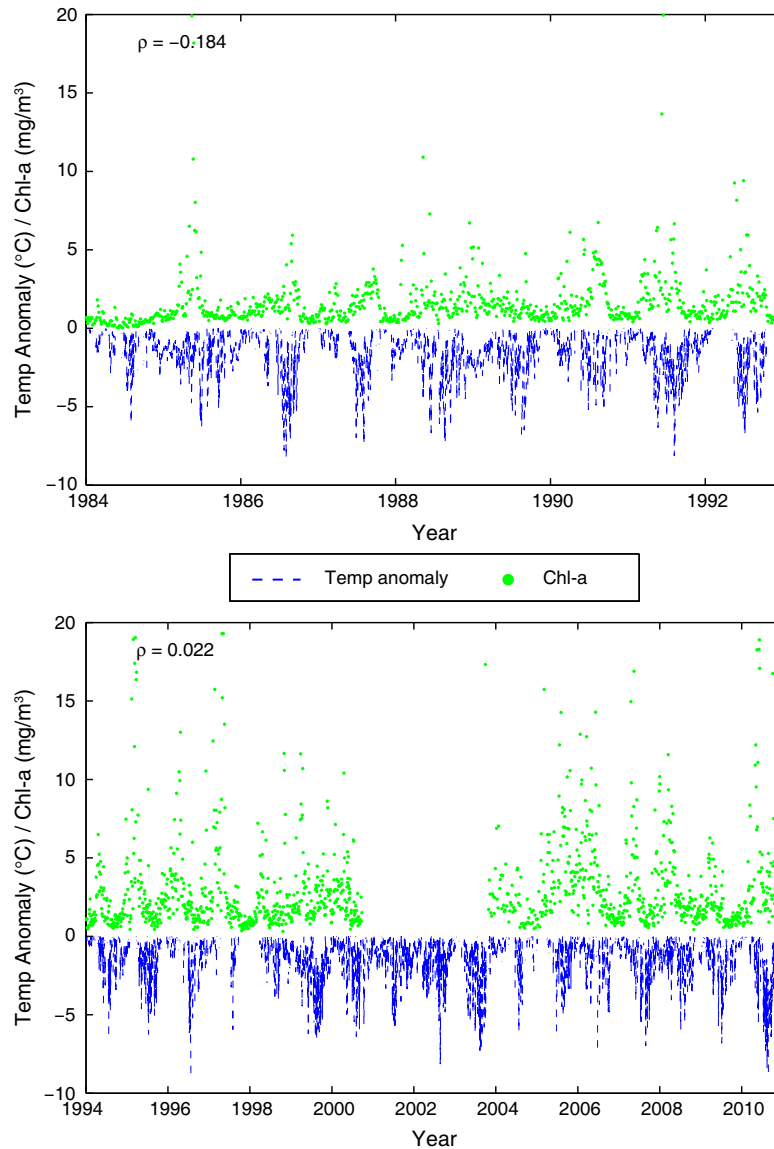 Temp Anomaly (°C) / Chl-a (mg/m³)
20
15
10
5
0
−5
−10
ρ = −0.184
1984 1986 1988 1990 1992
Year
Temp anomaly Chl-a
Temp Anomaly (°C) / Chl-a (mg/m³)
20
15
10
5
0
−5
−10
ρ = 0.022
1994 1996 1998 2000 2002 2004 2006 2008 2010
Year